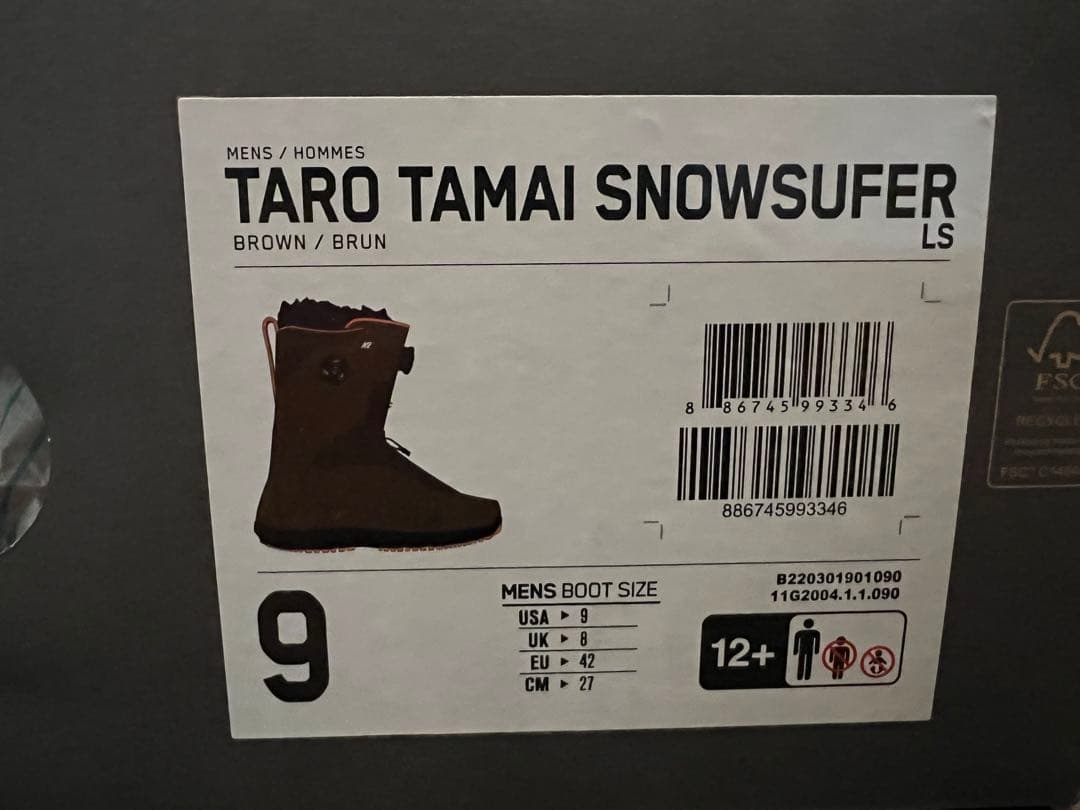 MENS / HOMMES
TARO TAMAI SNOWSUFER
LS
BROWN / BRUN
K2
8 86745 99334 6
886745993346
9
MENS BOOT SIZE
USA ▸ 9
UK ▸ 8
EU ▸ 42
CM ▸ 27
B220301901090
11G2004.1.1.090
12+
FSC